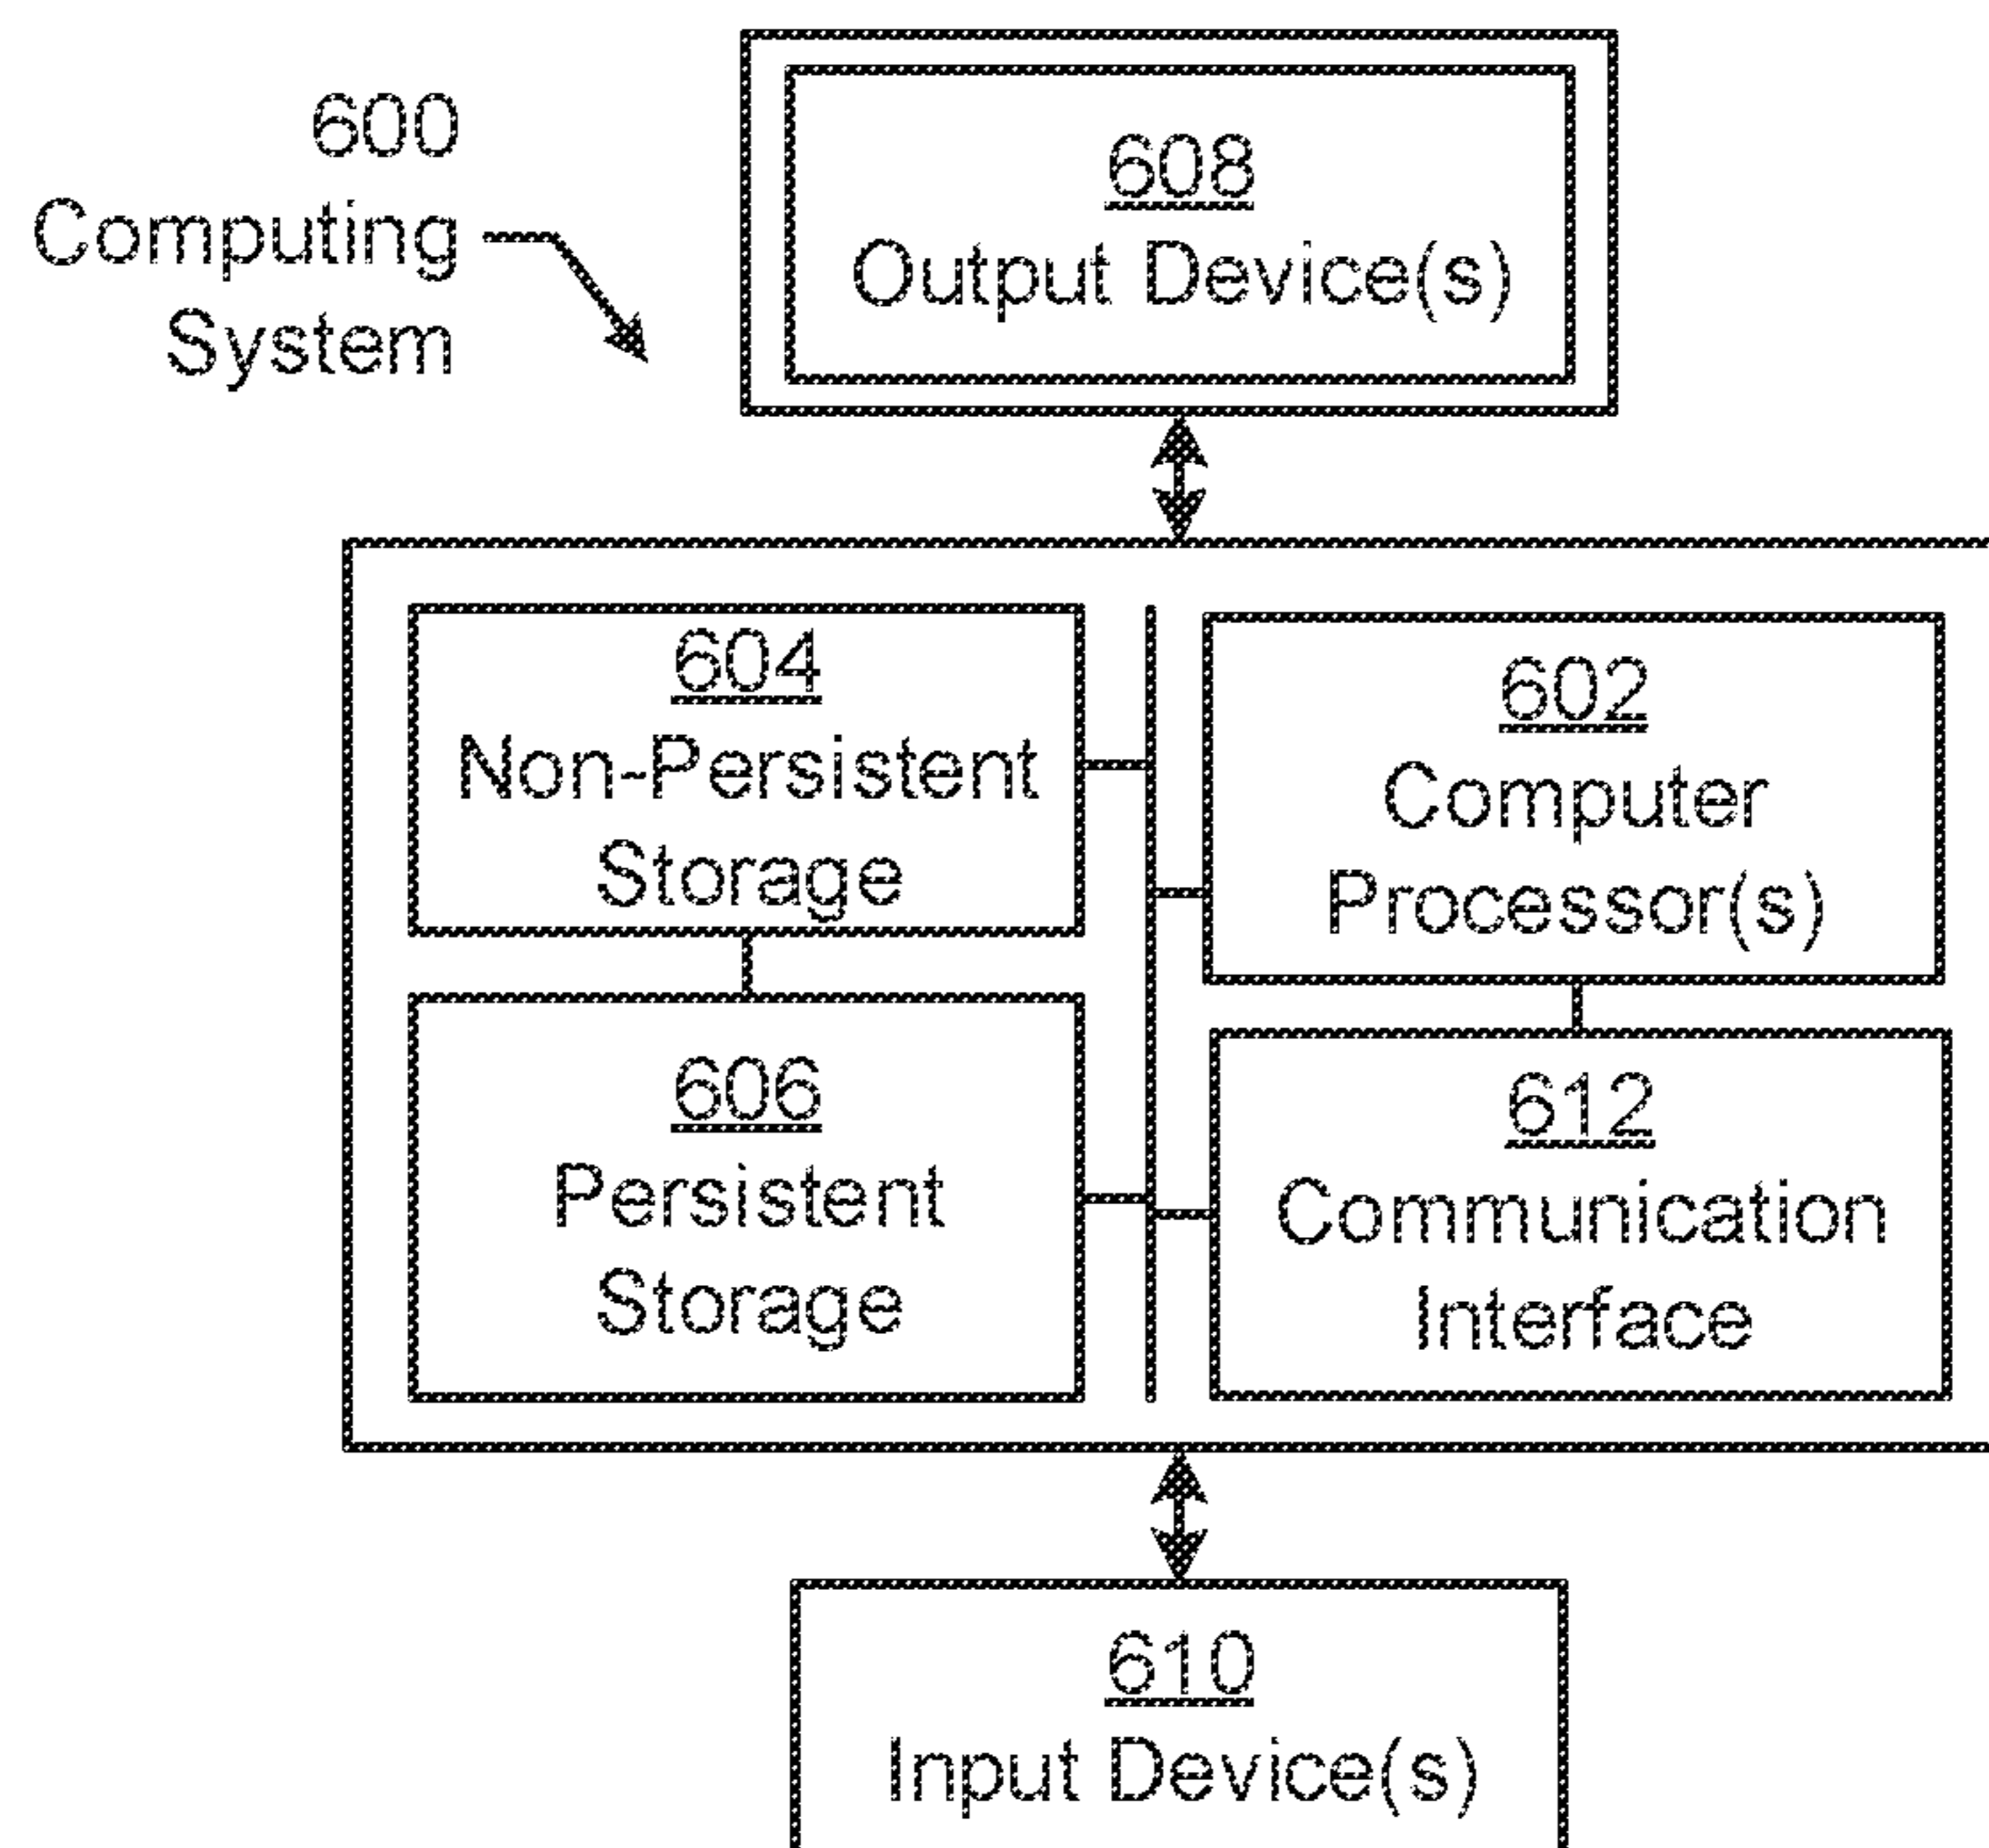 600
Computing
System
608
Output Device(s)
604
Non-Persistent
Storage
602
Computer
Processor(s)
606
Persistent
Storage
612
Communication
Interface
610
Input Device(s)